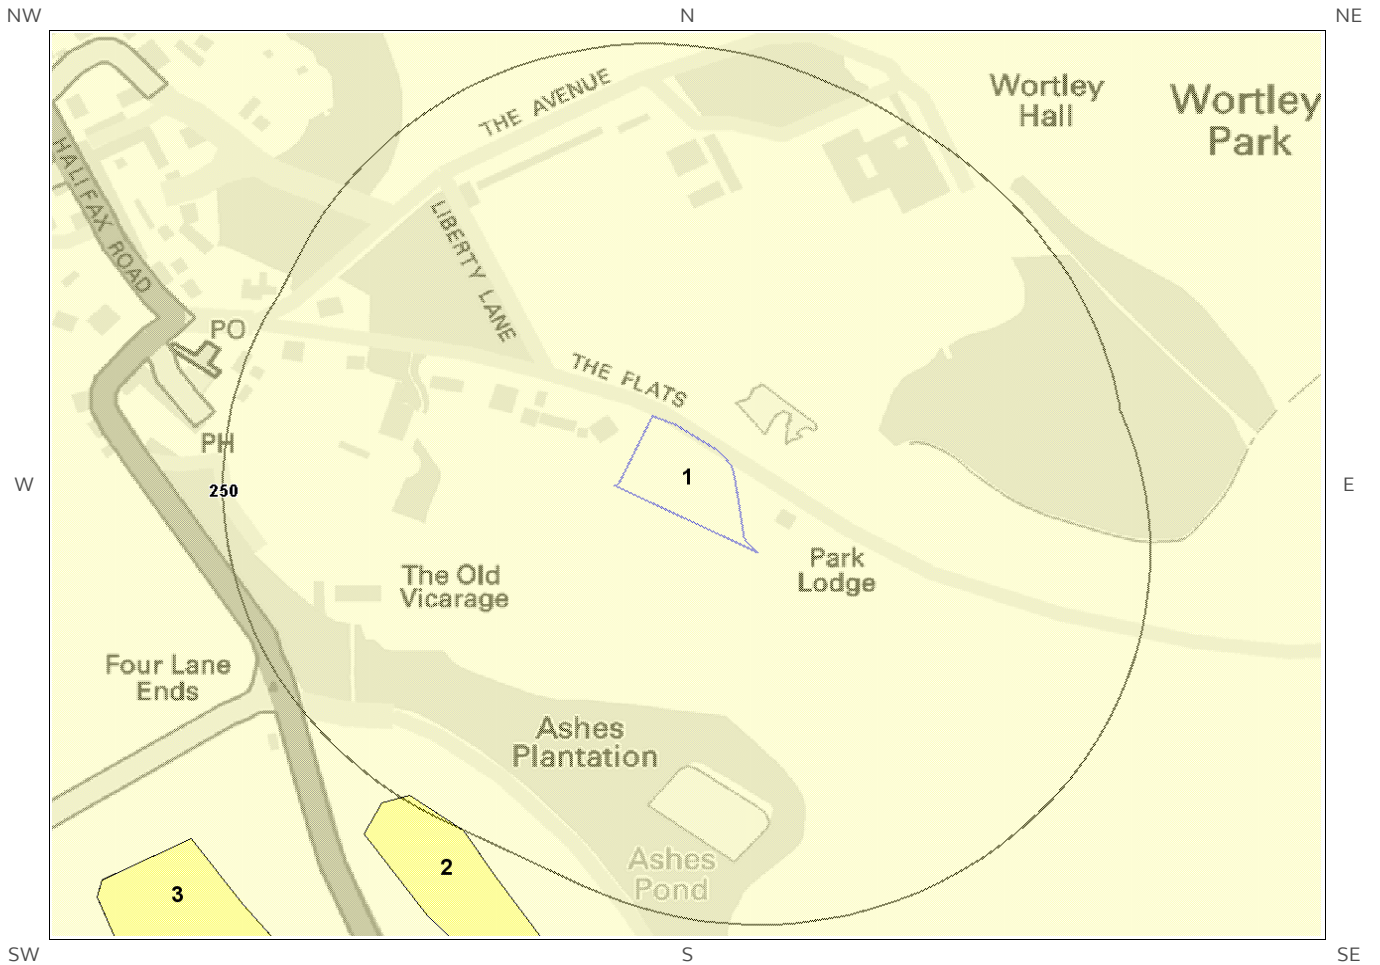 NW
N
NE
THE AVENUE
Wortley
Hall
Wortley
Park
HALIFAX ROAD
LIBERTY LANE
PO
THE FLATS
PH
W
250
1
E
Park
Lodge
The Old
Vicarage
Four Lane
Ends
Ashes
Plantation
2
Ashes
Pond
3
SW
S
SE